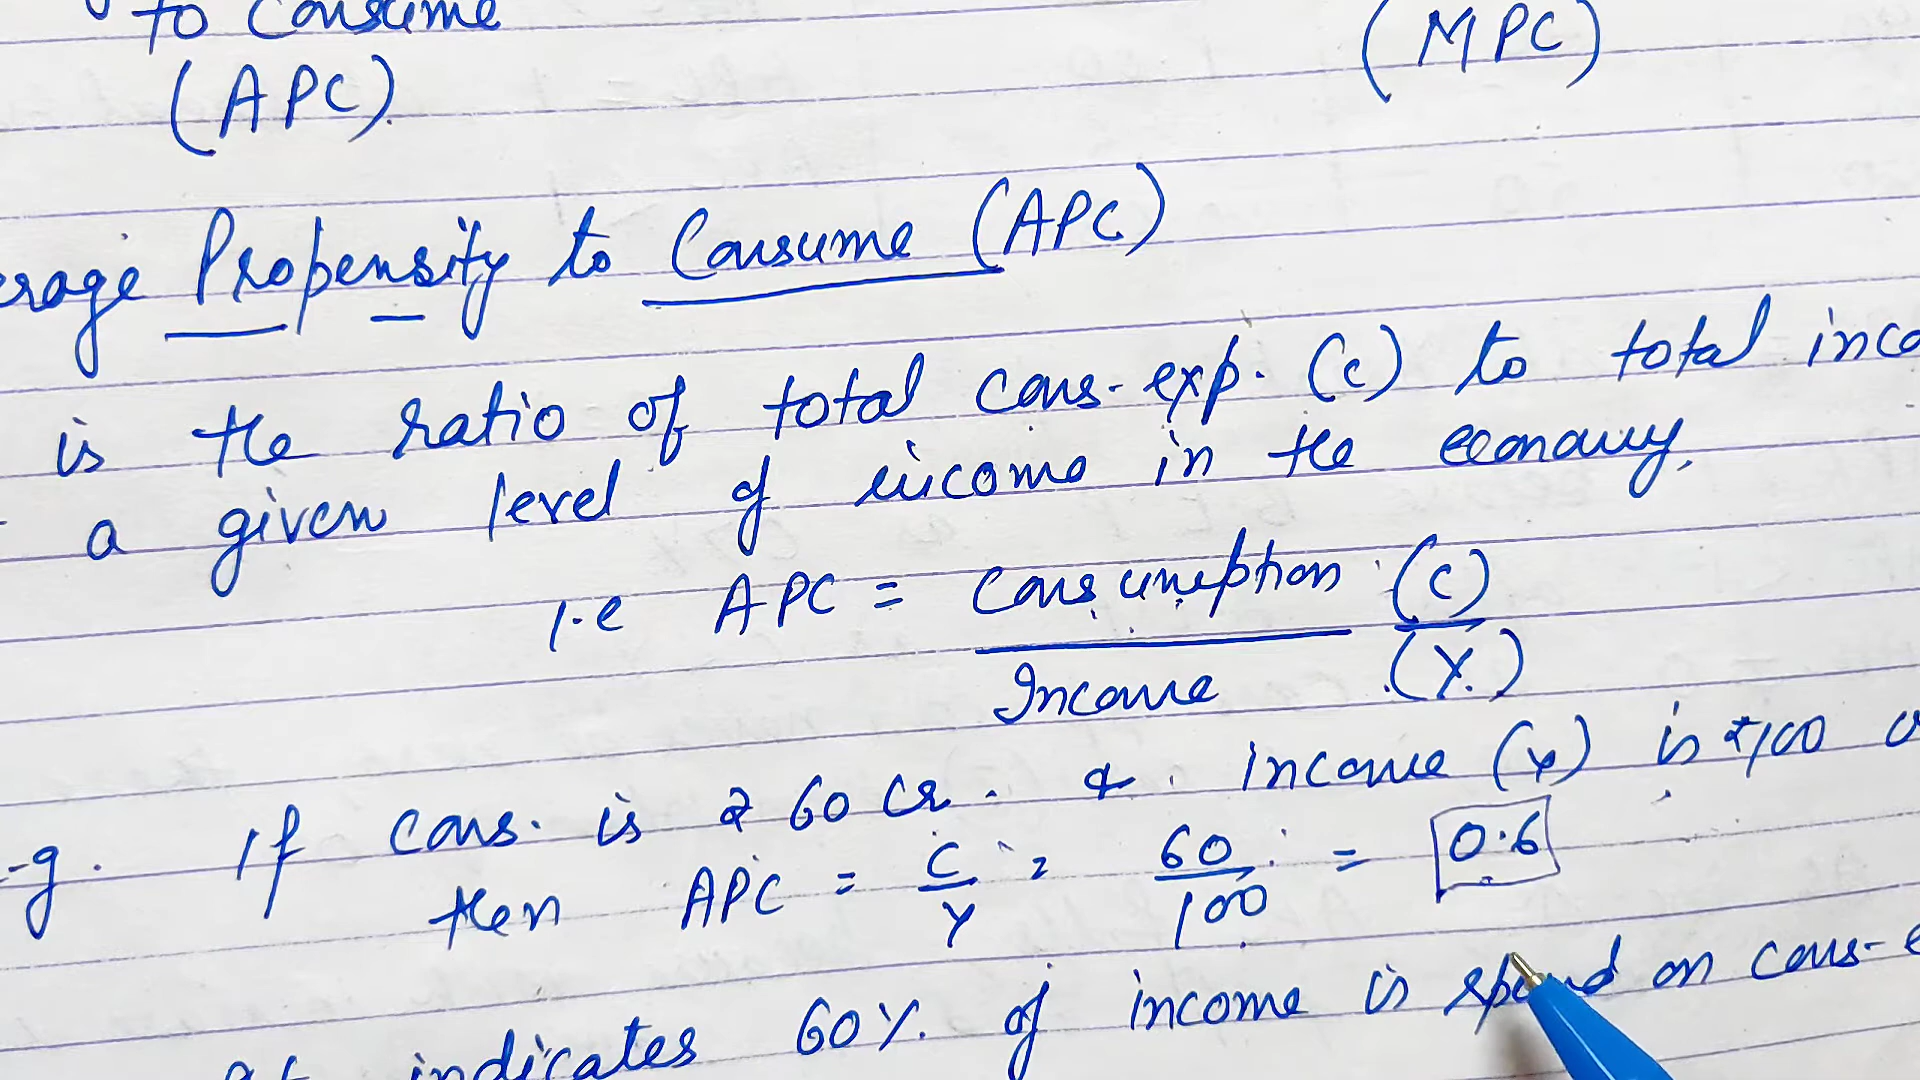 to Consume (MPC)
(APC).
erage Propensity to Consume (APC)
is the ratio of total cons-exp. (c) to total inco
a given level of income in the economy.
i.e APC = Consumption (C)
Income (Y)
-g. If cons. is ₹ 60 cr. & income (Y) is ₹100 
then APC = C/Y = 60/100 = 0.6
indicates 60% of income is spend on cons-e